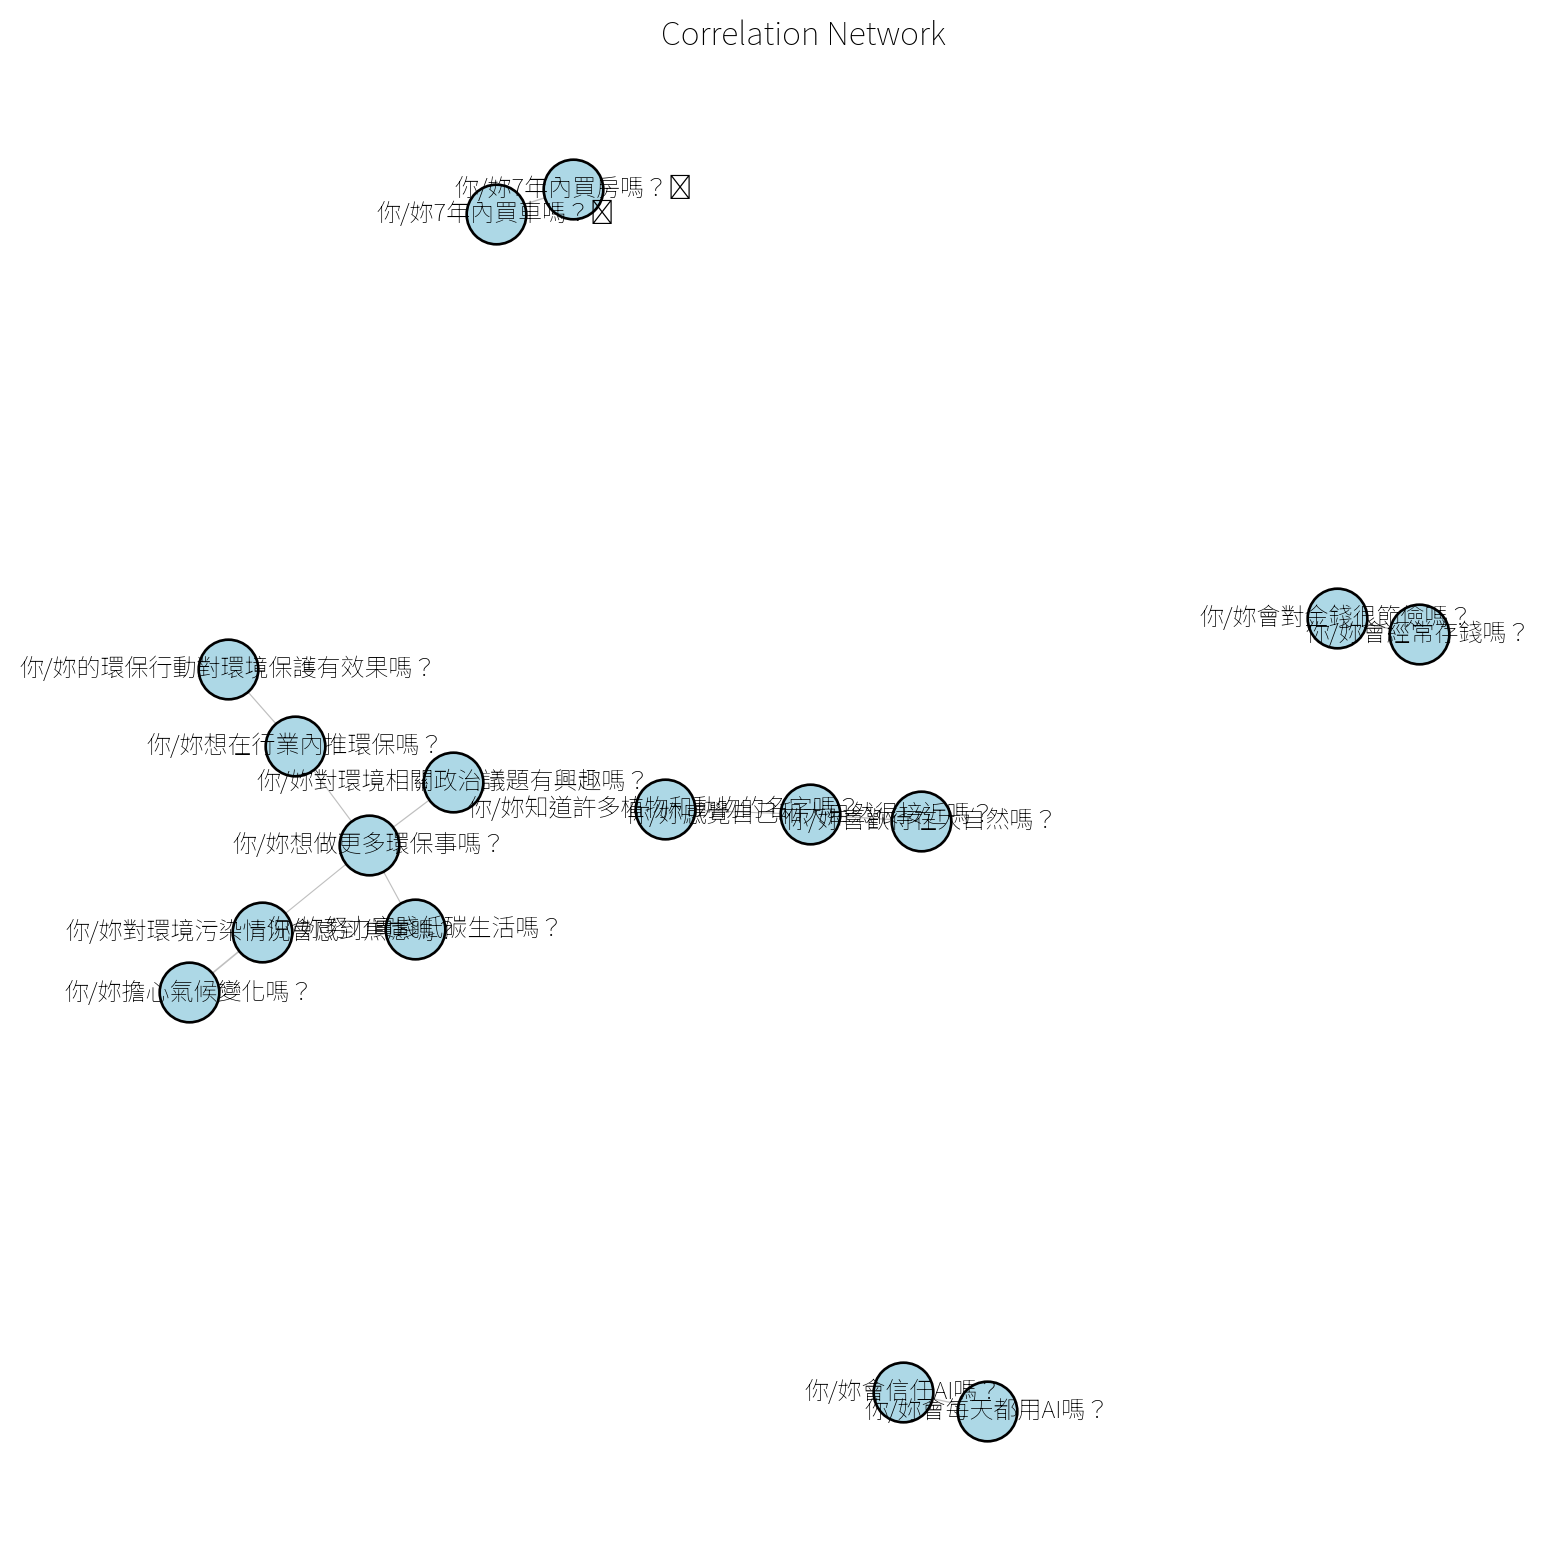 Correlation Network
你/妳7年內買房嗎？
你/妳7年內買車嗎？
你/妳會對金錢很節儉嗎？
你/妳會經常存錢嗎？
你/妳的環保行動對環境保護有效果嗎？
你/妳想在行業內推環保嗎？
你/妳對環境相關政治議題有興趣嗎？
你/妳知道許多植物和動物的名字嗎？
你/妳感覺自己和大自然很接近嗎？
你/妳喜歡待在大自然嗎？
你/妳想做更多環保事嗎？
你/妳對環境污染情況會感到焦慮嗎？
你/妳努力實踐低碳生活嗎？
你/妳擔心氣候變化嗎？
你/妳會信任AI嗎？
你/妳會每天都用AI嗎？